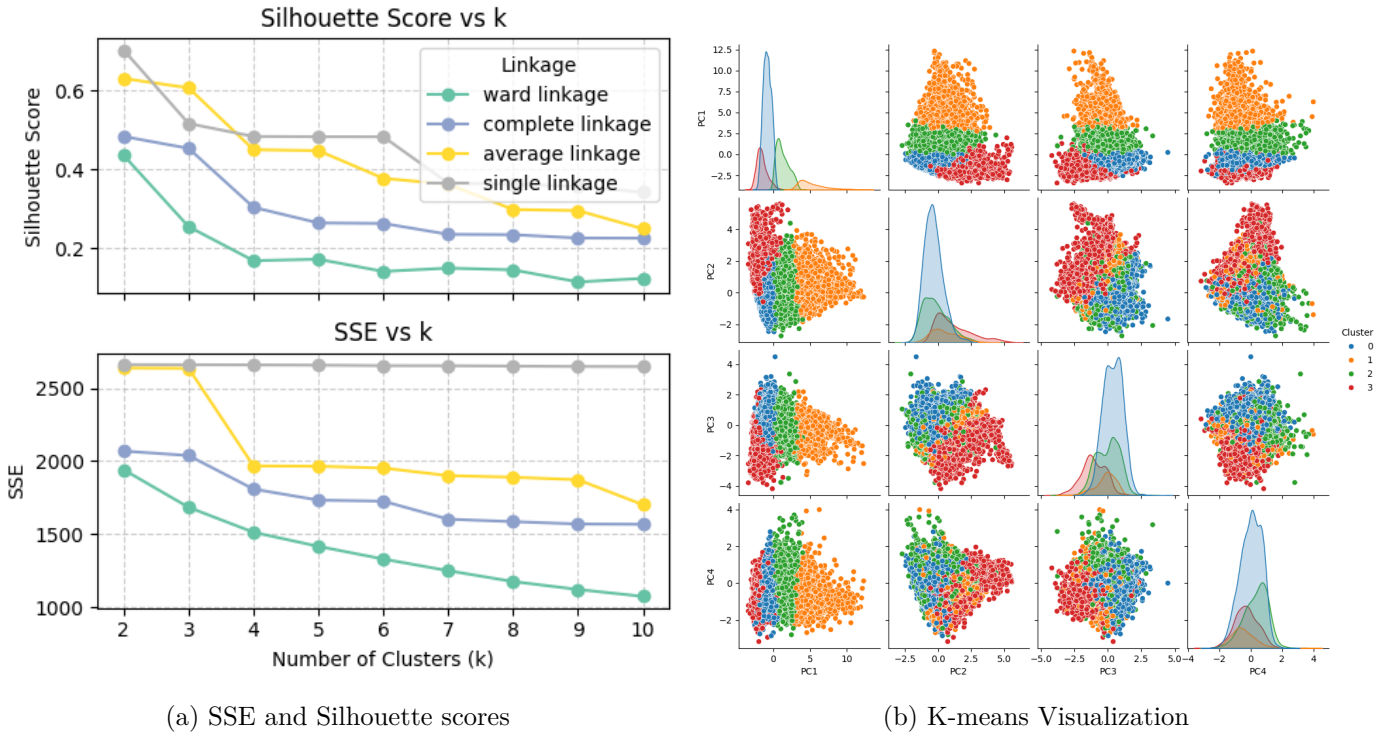 Silhouette Score vs k
Silhouette Score
0.6
0.4
0.2
Linkage
ward linkage
complete linkage
average linkage
single linkage
SSE vs k
SSE
2500
2000
1500
1000
2 3 4 5 6 7 8 9 10
Number of Clusters (k)
(a) SSE and Silhouette scores
PC1
12.5
10.0
7.5
5.0
2.5
0.0
−2.5
PC2
4
2
0
−2
PC3
4
2
0
−2
−4
PC4
4
2
0
−2
0 5 10
PC1
−2.5 0.0 2.5 5.0
PC2
−5.0 −2.5 0.0 2.5 5.0
PC3
−4 −2 0 2 4
PC4
Cluster
0
1
2
3
(b) K-means Visualization